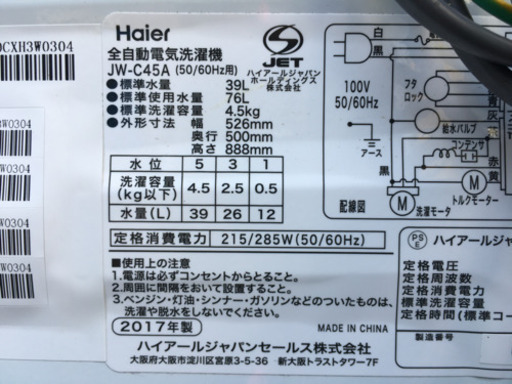 0CXH3W0304
W0304
3W0304
W0304
W0304
Haier
全自動電気洗濯機
JW-C45A (50/60Hz用)
JET
ハイアールジャパン
ホールディングス
株式会社
●標準水量 39L
●標準使用水量 76L
●標準洗濯容量 4.5kg
●外形寸法 幅 526mm
奥行 500mm
高さ 888mm
水位 5 3 1
洗濯容量(kg以下) 4.5 2.5 0.5
水量(L) 39 26 12
白
黒
100V
50/60Hz
アース
フタ
ロック
給水バルブ
コンデンサ
赤
青
黄
黒
M
M
洗濯モータ
トルクモーター
配線図
定格消費電力 215/285W(50/60Hz)
■使用上の注意
1.電源は必ずコンセントからとること。
2.周囲に間隔をおいて設置すること。
3.ベンジン・灯油・シンナー・ガソリンなどのついたものは、
洗濯や脱水をしないでください。
2017年製
MADE IN CHINA
ハイアールジャパンセールス株式会社
大阪府大阪市淀川区宮原3-5-36 新大阪トラストタワー7F
PS
E
ハイアールジャ
定格電圧
定格周波数
定格消費電力
標準洗濯容量
定格時間(標準コー
製造番号